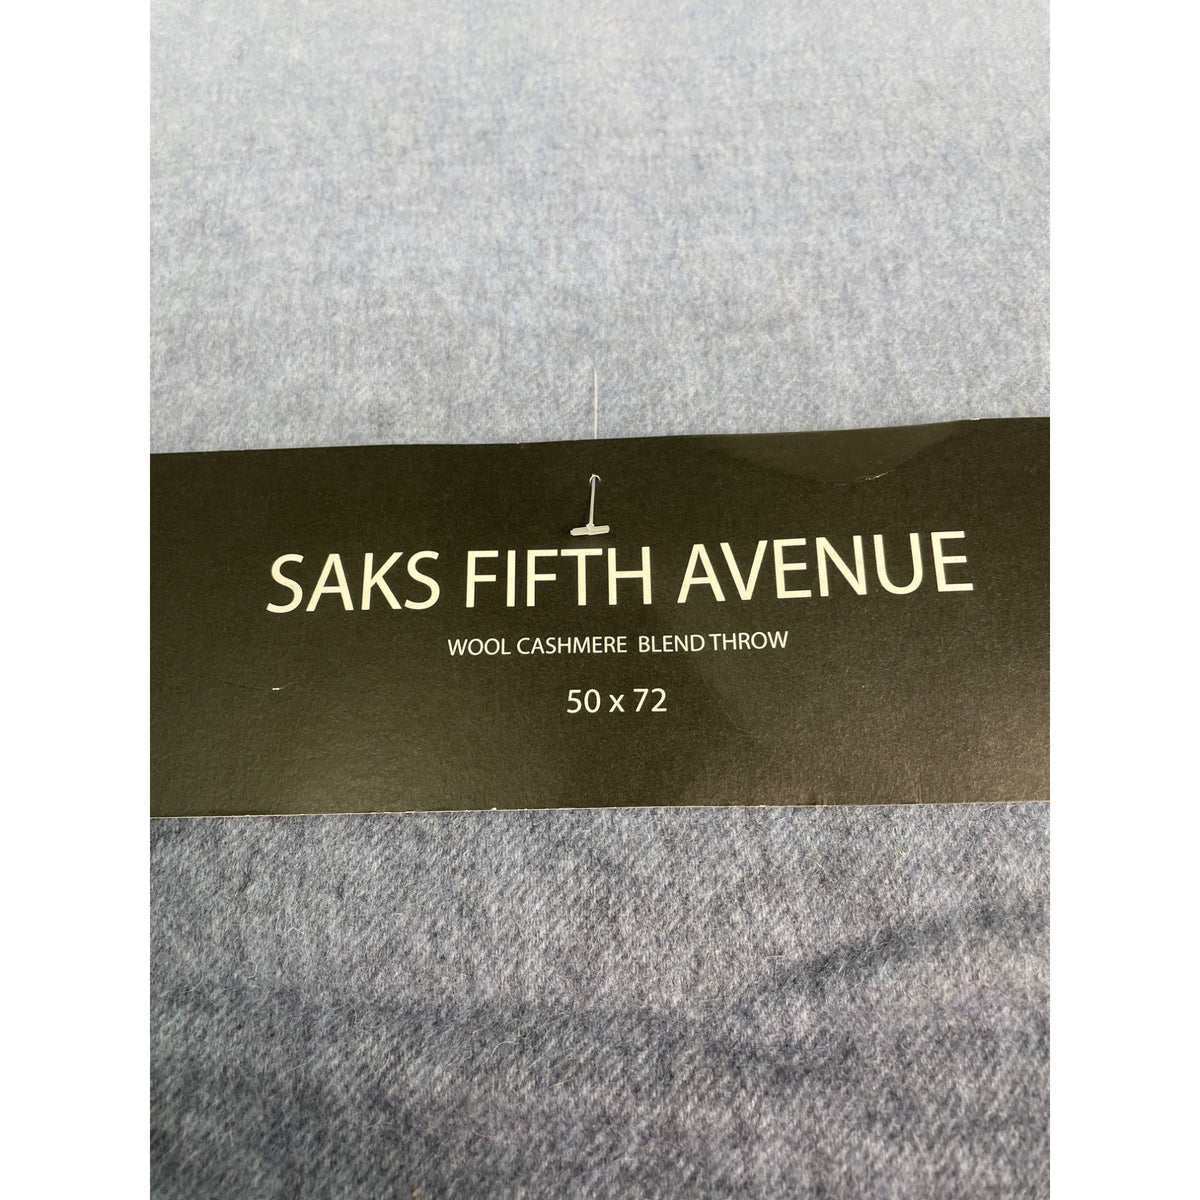 SAKS FIFTH AVENUE
WOOL CASHMERE BLEND THROW
50 x 72